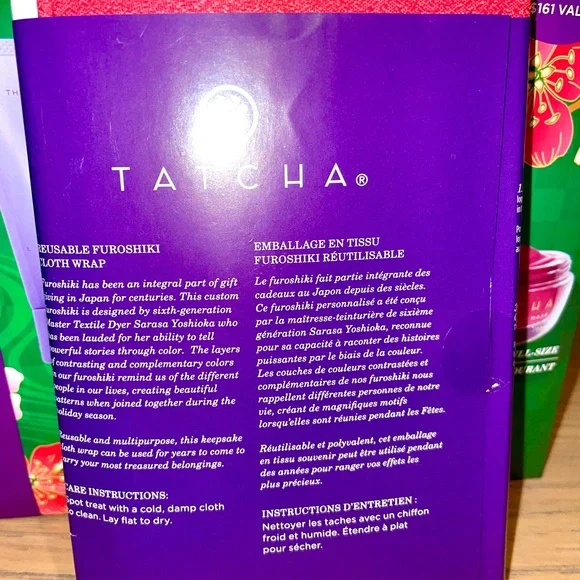 $161 VAL
TH
TATCHA®
REUSABLE FUROSHIKI
CLOTH WRAP
Furoshiki has been an integral part of gift
giving in Japan for centuries. This custom
furoshiki is designed by sixth-generation
Master Textile Dyer Sarasa Yoshioka who
has been lauded for her ability to tell
powerful stories through color. The layers
of contrasting and complementary colors
in our furoshiki remind us of the different
people in our lives, creating beautiful
patterns when joined together during the
holiday season.
Reusable and multipurpose, this keepsake
cloth wrap can be used for years to come to
carry your most treasured belongings.
CARE INSTRUCTIONS:
Spot treat with a cold, damp cloth
to clean. Lay flat to dry.
EMBALLAGE EN TISSU
FUROSHIKI RÉUTILISABLE
Le furoshiki fait partie intégrante des
cadeaux au Japon depuis des siècles.
Ce furoshiki personnalisé a été conçu
par la maîtresse-teinturière de sixième
génération Sarasa Yoshioka, reconnue
pour sa capacité à raconter des histoires
puissantes par le biais de la couleur.
Les couches de couleurs contrastées et
complémentaires de nos furoshiki nous
rappellent différentes personnes de notre
vie, créant de magnifiques motifs
lorsqu'elles sont réunies pendant les Fêtes.
Réutilisable et polyvalent, cet emballage
en tissu souvenir peut être utilisé pendant
des années pour ranger vos effets les
plus précieux.
INSTRUCTIONS D'ENTRETIEN :
Nettoyer les taches avec un chiffon
froid et humide. Étendre à plat
pour sécher.
LL-SIZE
URANT